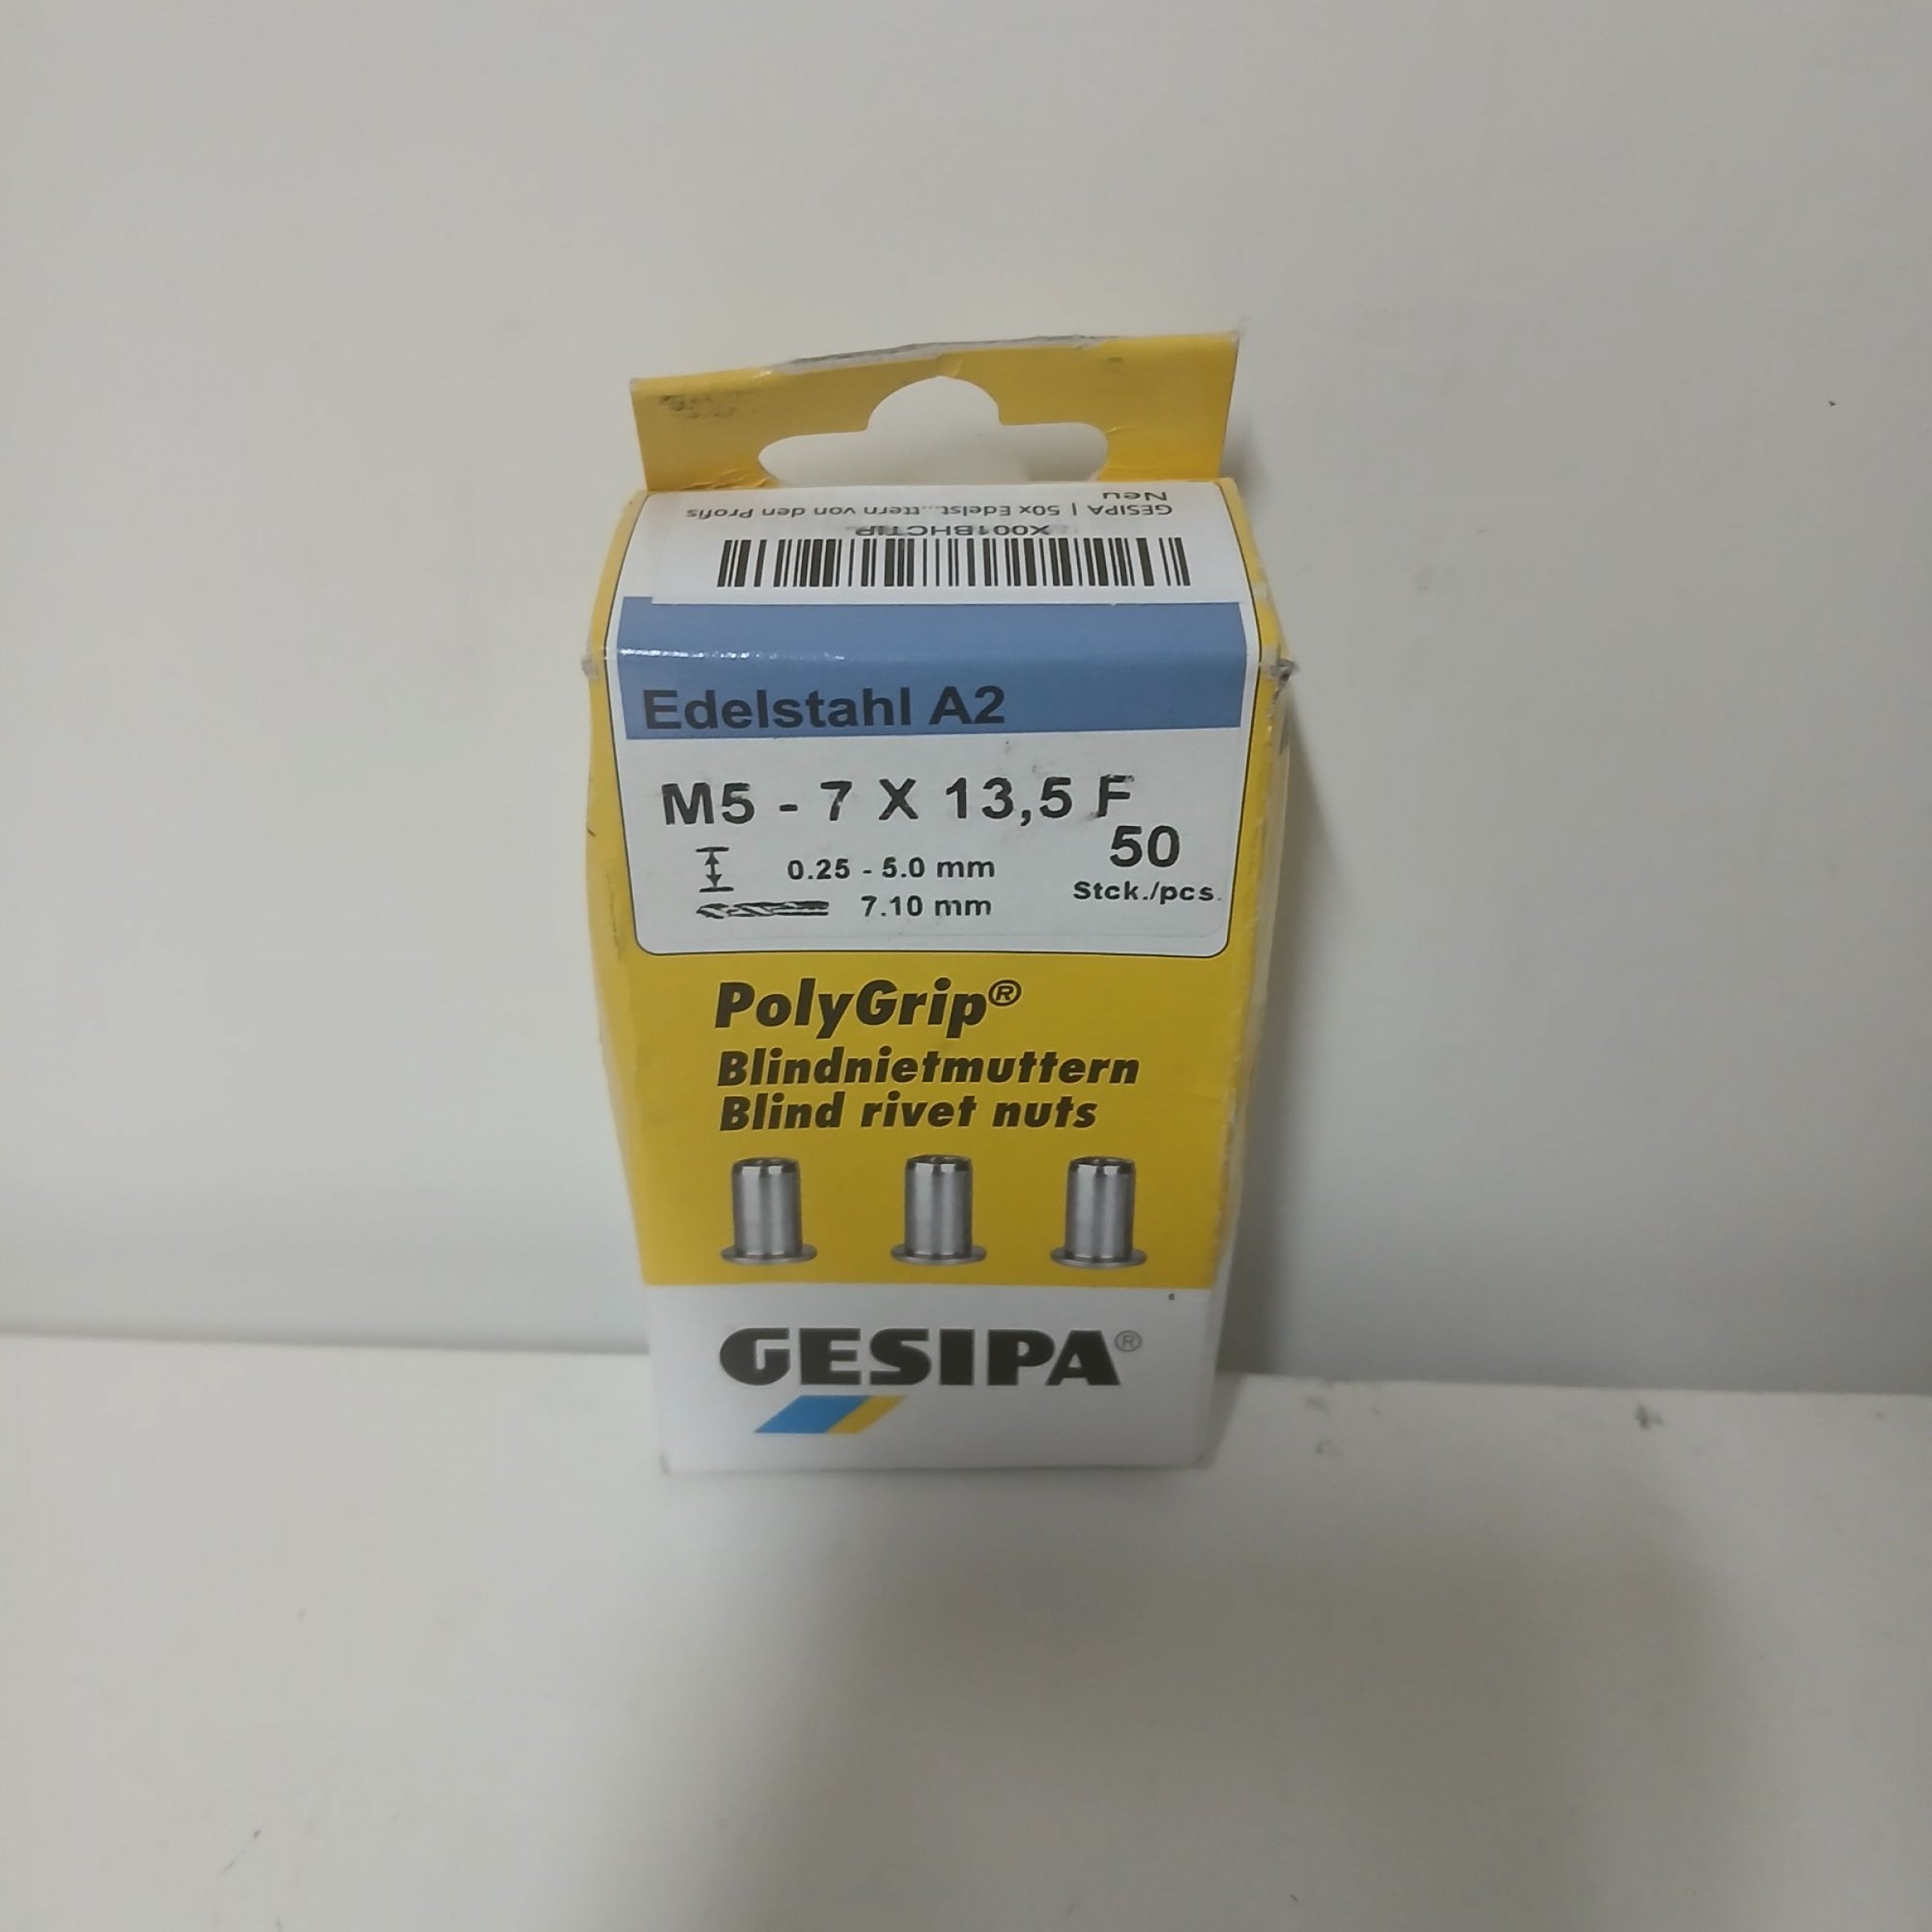 Neu
GESIPA | 50x Edelst...ttern von den Profis
Edelstahl A2
M5 - 7 X 13,5 F
50
0.25 - 5.0 mm
Stck./pcs.
7.10 mm
PolyGrip®
Blindnietmuttern
Blind rivet nuts
GESIPA®